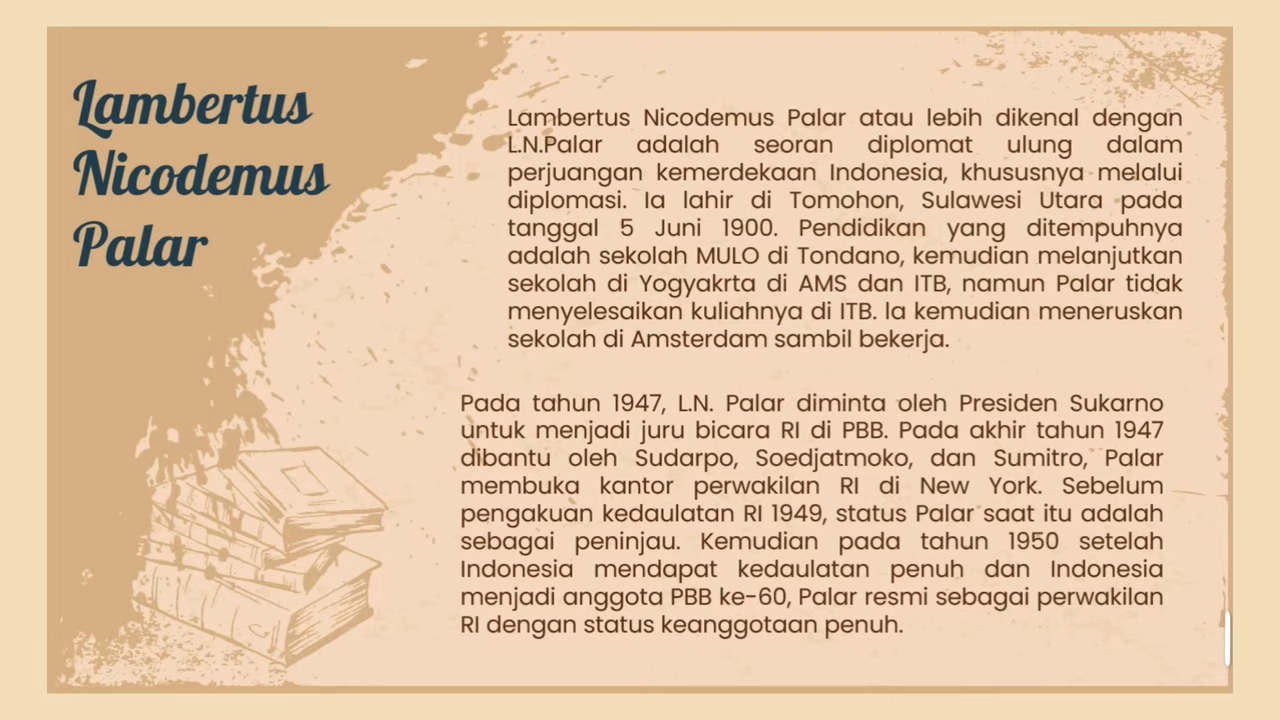 Lambertus
Nicodemus
Palar
Lambertus Nicodemus Palar atau lebih dikenal dengan
L.N.Palar adalah seoran diplomat ulung dalam
perjuangan kemerdekaan Indonesia, khususnya melalui
diplomasi. Ia lahir di Tomohon, Sulawesi Utara pada
tanggal 5 Juni 1900. Pendidikan yang ditempuhnya
adalah sekolah MULO di Tondano, kemudian melanjutkan
sekolah di Yogyakrta di AMS dan ITB, namun Palar tidak
menyelesaikan kuliahnya di ITB. Ia kemudian meneruskan
sekolah di Amsterdam sambil bekerja.
Pada tahun 1947, L.N. Palar diminta oleh Presiden Sukarno
untuk menjadi juru bicara RI di PBB. Pada akhir tahun 1947
dibantu oleh Sudarpo, Soedjatmoko, dan Sumitro, Palar
membuka kantor perwakilan RI di New York. Sebelum
pengakuan kedaulatan RI 1949, status Palar saat itu adalah
sebagai peninjau. Kemudian pada tahun 1950 setelah
Indonesia mendapat kedaulatan penuh dan Indonesia
menjadi anggota PBB ke-60, Palar resmi sebagai perwakilan
RI dengan status keanggotaan penuh.